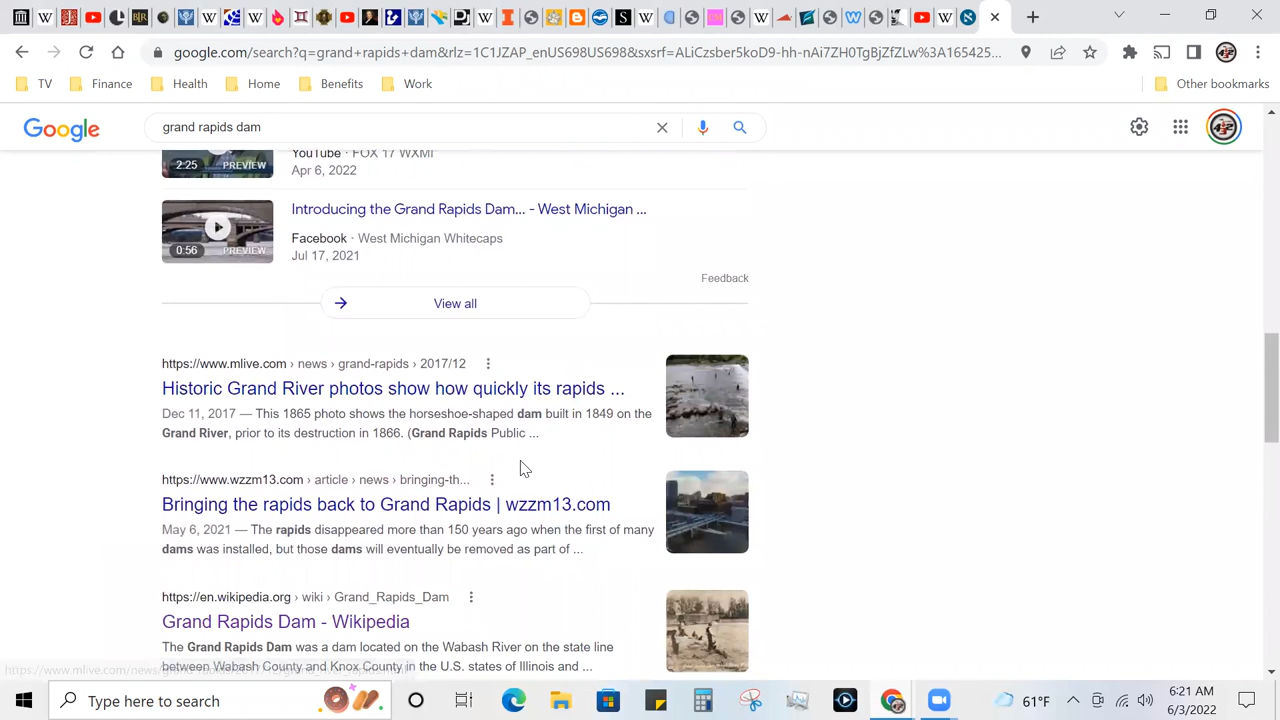 google.com/search?q=grand+rapids+dam&rlz=1C1JZAP_enUS698US698&sxsrf=ALiCzsber5koD9-hh-nAi7ZH0TgBjZfZLw%3A165425...
TV Finance Health Home Benefits Work Other bookmarks
Google grand rapids dam
2:25 PREVIEW
YouTube · FOX 17 WXMI
Apr 6, 2022
Introducing the Grand Rapids Dam... - West Michigan ...
0:56 PREVIEW
Facebook · West Michigan Whitecaps
Jul 17, 2021
Feedback
View all
https://www.mlive.com › news › grand-rapids › 2017/12
Historic Grand River photos show how quickly its rapids ...
Dec 11, 2017 — This 1865 photo shows the horseshoe-shaped dam built in 1849 on the
Grand River, prior to its destruction in 1866. (Grand Rapids Public ...
https://www.wzzm13.com › article › news › bringing-th...
Bringing the rapids back to Grand Rapids | wzzm13.com
May 6, 2021 — The rapids disappeared more than 150 years ago when the first of many
dams was installed, but those dams will eventually be removed as part of ...
https://en.wikipedia.org › wiki › Grand_Rapids_Dam
Grand Rapids Dam - Wikipedia
The Grand Rapids Dam was a dam located on the Wabash River on the state line
between Wabash County and Knox County in the U.S. states of Illinois and ...
Type here to search
61°F
6:21 AM
6/3/2022